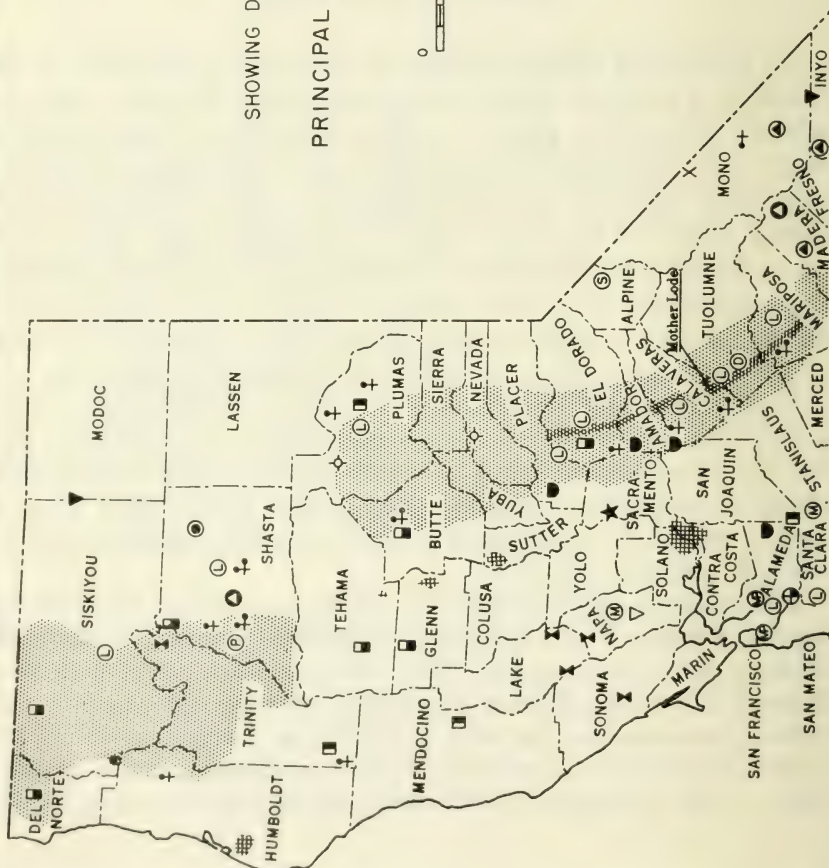 SHOWING D
PRINCIPAL
0
DEL NORTE
SISKIYOU
MODOC
HUMBOLDT
TRINITY
SHASTA
LASSEN
TEHAMA
PLUMAS
MENDOCINO
GLENN
BUTTE
SIERRA
NEVADA
COLUSA
YUBA
SUTTER
PLACER
LAKE
YOLO
EL DORADO
SONOMA
NAPA
SACRA-
MENTO
AMADOR
ALPINE
MARIN
SOLANO
CALAVERAS
Mother Lode
CONTRA
COSTA
SAN
JOAQUIN
TUOLUMNE
MONO
SAN FRANCISCO
ALAMEDA
STANISLAUS
MARIPOSA
SAN MATEO
SANTA
CLARA
MERCED
MADERA
FRESNO
INYO
L
L
P
L
L
L
L
L
D
L
S
M
M
L
L
X